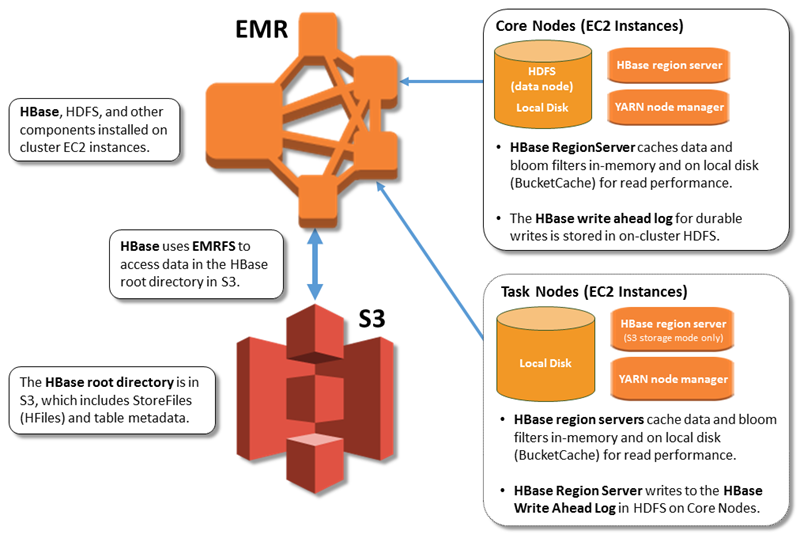 EMR
HBase, HDFS, and other
components installed on
cluster EC2 instances.
HBase uses EMRFS to
access data in the HBase
root directory in S3.
S3
The HBase root directory is in
S3, which includes StoreFiles
(HFiles) and table metadata.
Core Nodes (EC2 Instances)
HDFS
(data node)
Local Disk
HBase region server
YARN node manager
• HBase RegionServer caches data and
bloom filters in-memory and on local disk
(BucketCache) for read performance.
• The HBase write ahead log for durable
writes is stored in on-cluster HDFS.
Task Nodes (EC2 Instances)
Local Disk
HBase region server
(S3 storage mode only)
YARN node manager
• HBase region servers cache data and bloom
filters in-memory and on local disk
(BucketCache) for read performance.
• HBase Region Server writes to the HBase
Write Ahead Log in HDFS on Core Nodes.